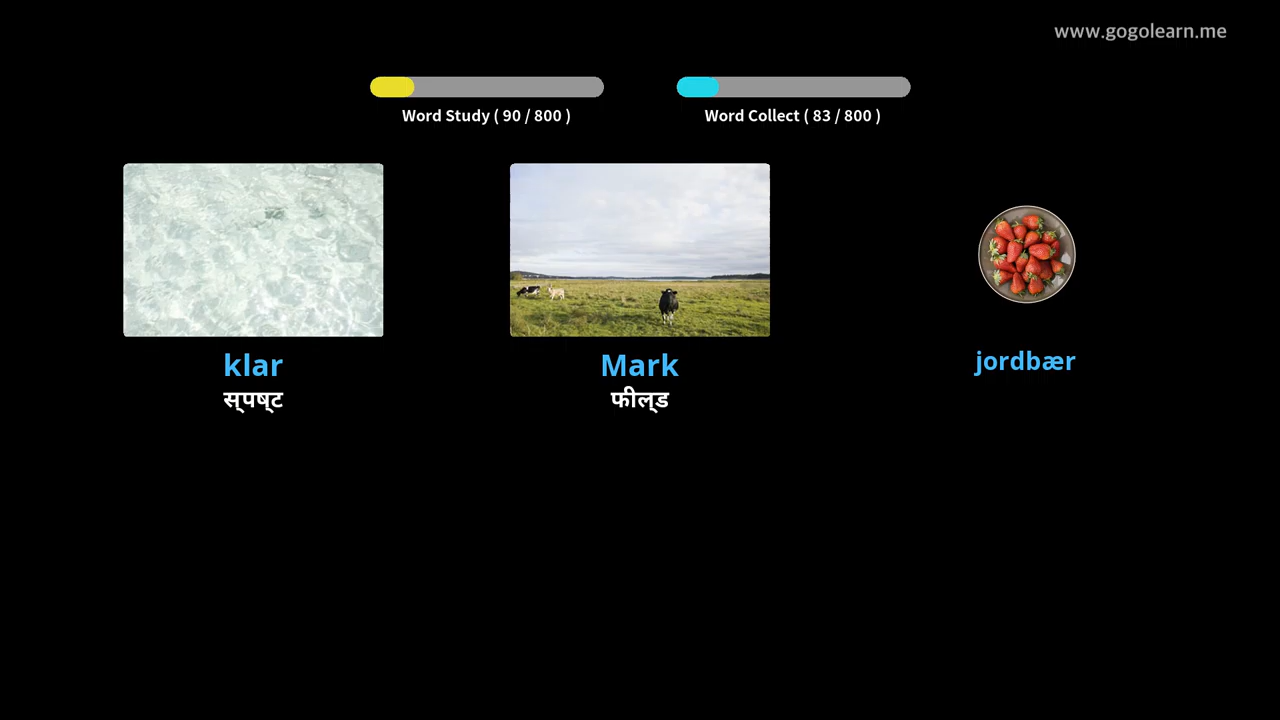 www.gogolearn.me
Word Study ( 90 / 800 )
Word Collect ( 83 / 800 )
klar
स्पष्ट
Mark
फील्ड
jordbær